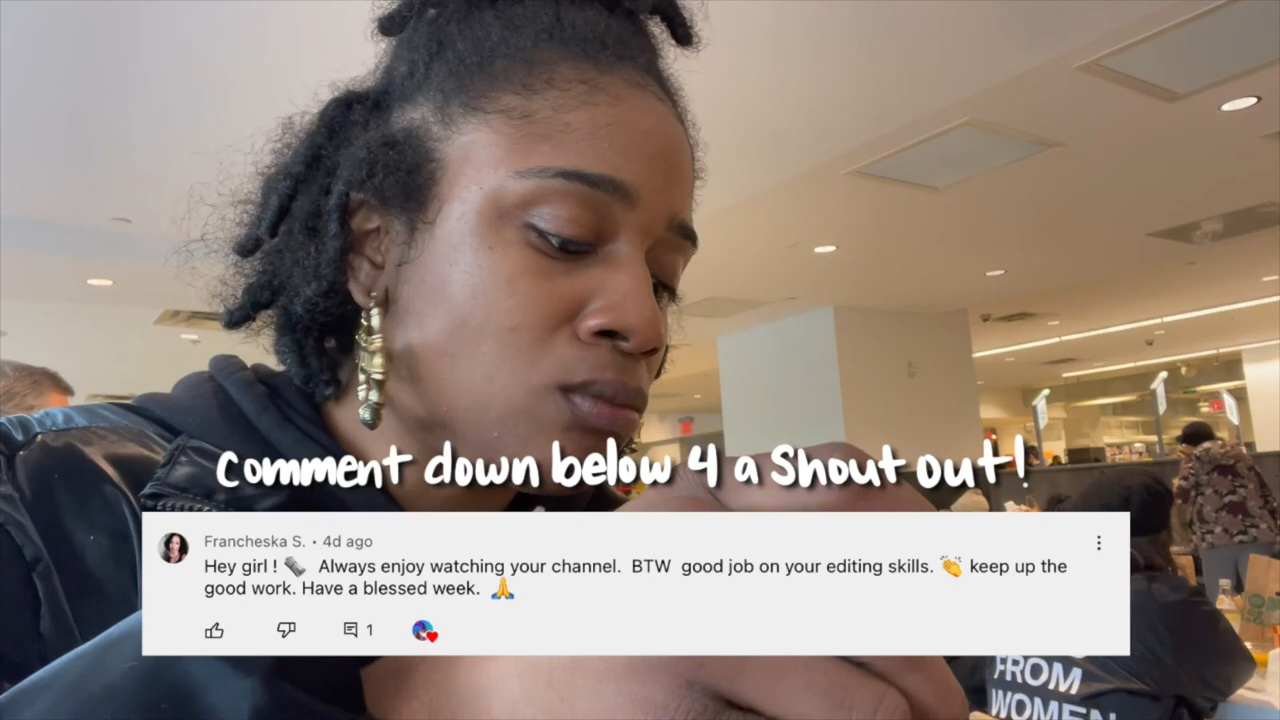 Comment down below 4 a Shout out!
Francheska S. • 4d ago
Hey girl ! 🗞️ Always enjoy watching your channel. BTW good job on your editing skills. 👏 keep up the
good work. Have a blessed week. 🙏
1
FROM
WOMEN